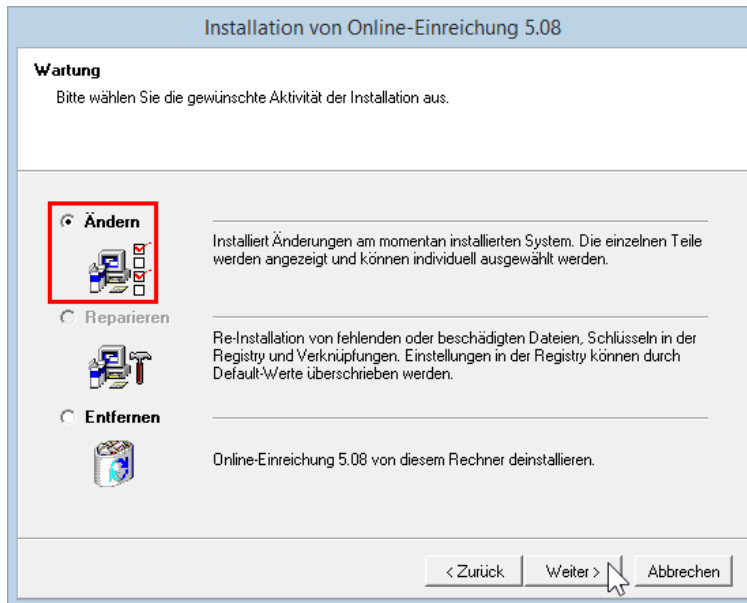 Installation von Online-Einreichung 5.08
Wartung
Bitte wählen Sie die gewünschte Aktivität der Installation aus.
Ändern
Installiert Änderungen am momentan installierten System. Die einzelnen Teile
werden angezeigt und können individuell ausgewählt werden.
Reparieren
Re-Installation von fehlenden oder beschädigten Dateien, Schlüsseln in der
Registry und Verknüpfungen. Einstellungen in der Registry können durch
Default-Werte überschrieben werden.
Entfernen
Online-Einreichung 5.08 von diesem Rechner deinstallieren.
< Zurück
Weiter >
Abbrechen